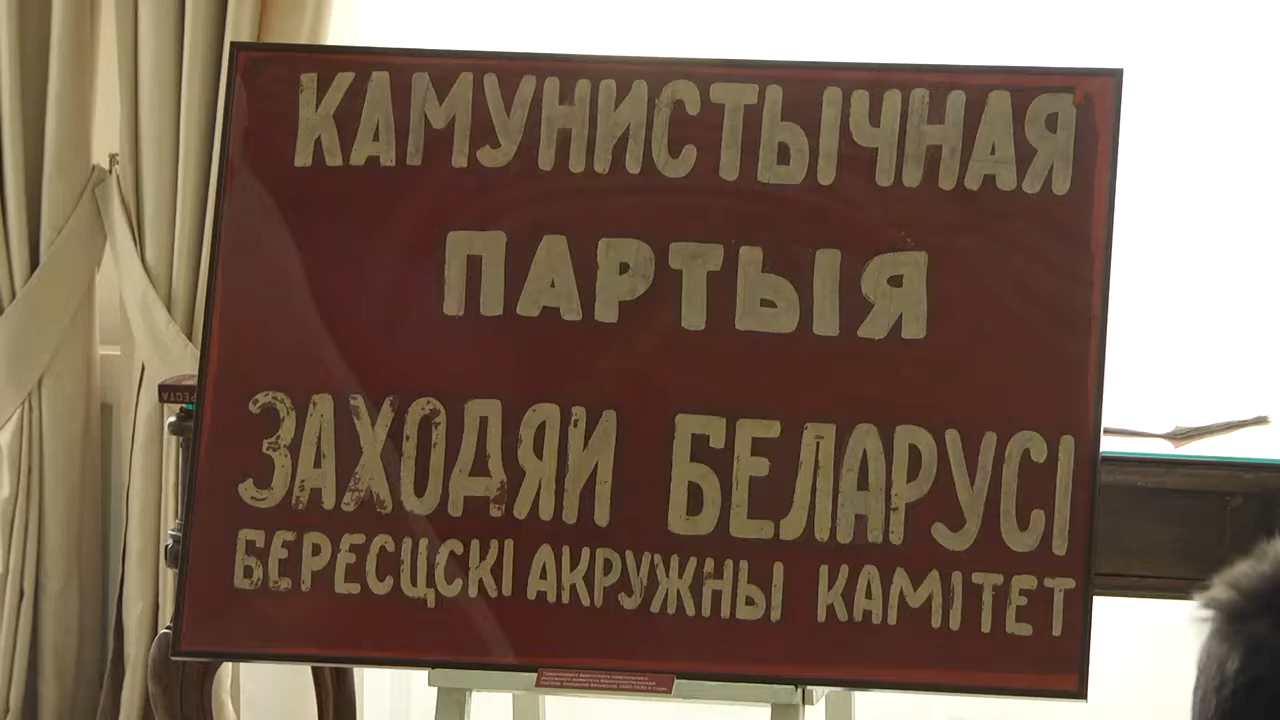 КАМУНИСТЫЧНАЯ
ПАРТЫЯ
ЗАХОДЯИ БЕЛАРУСІ
БЕРЕСЦСКІ АКРУЖНЫ КАМІТЕТ